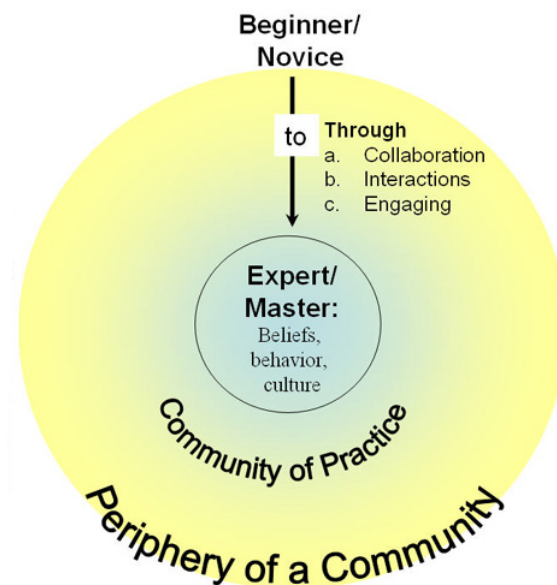 Beginner/
Novice
to
Through
a. Collaboration
b. Interactions
c. Engaging
Expert/
Master:
Beliefs,
behavior,
culture
Community of Practice
Periphery of a Community